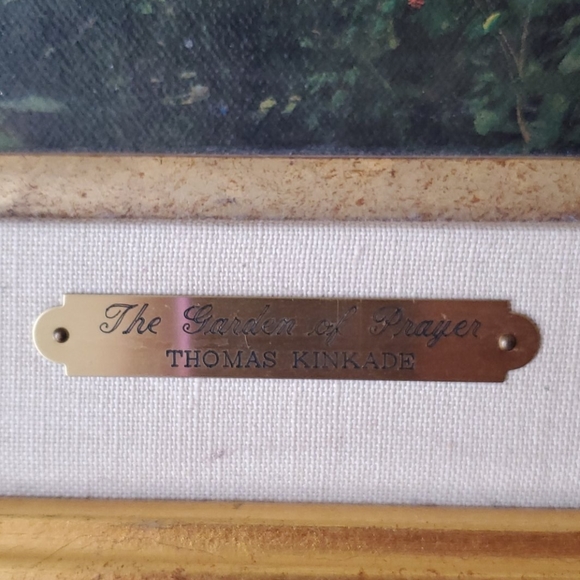 The Garden of Prayer
THOMAS KINKADE